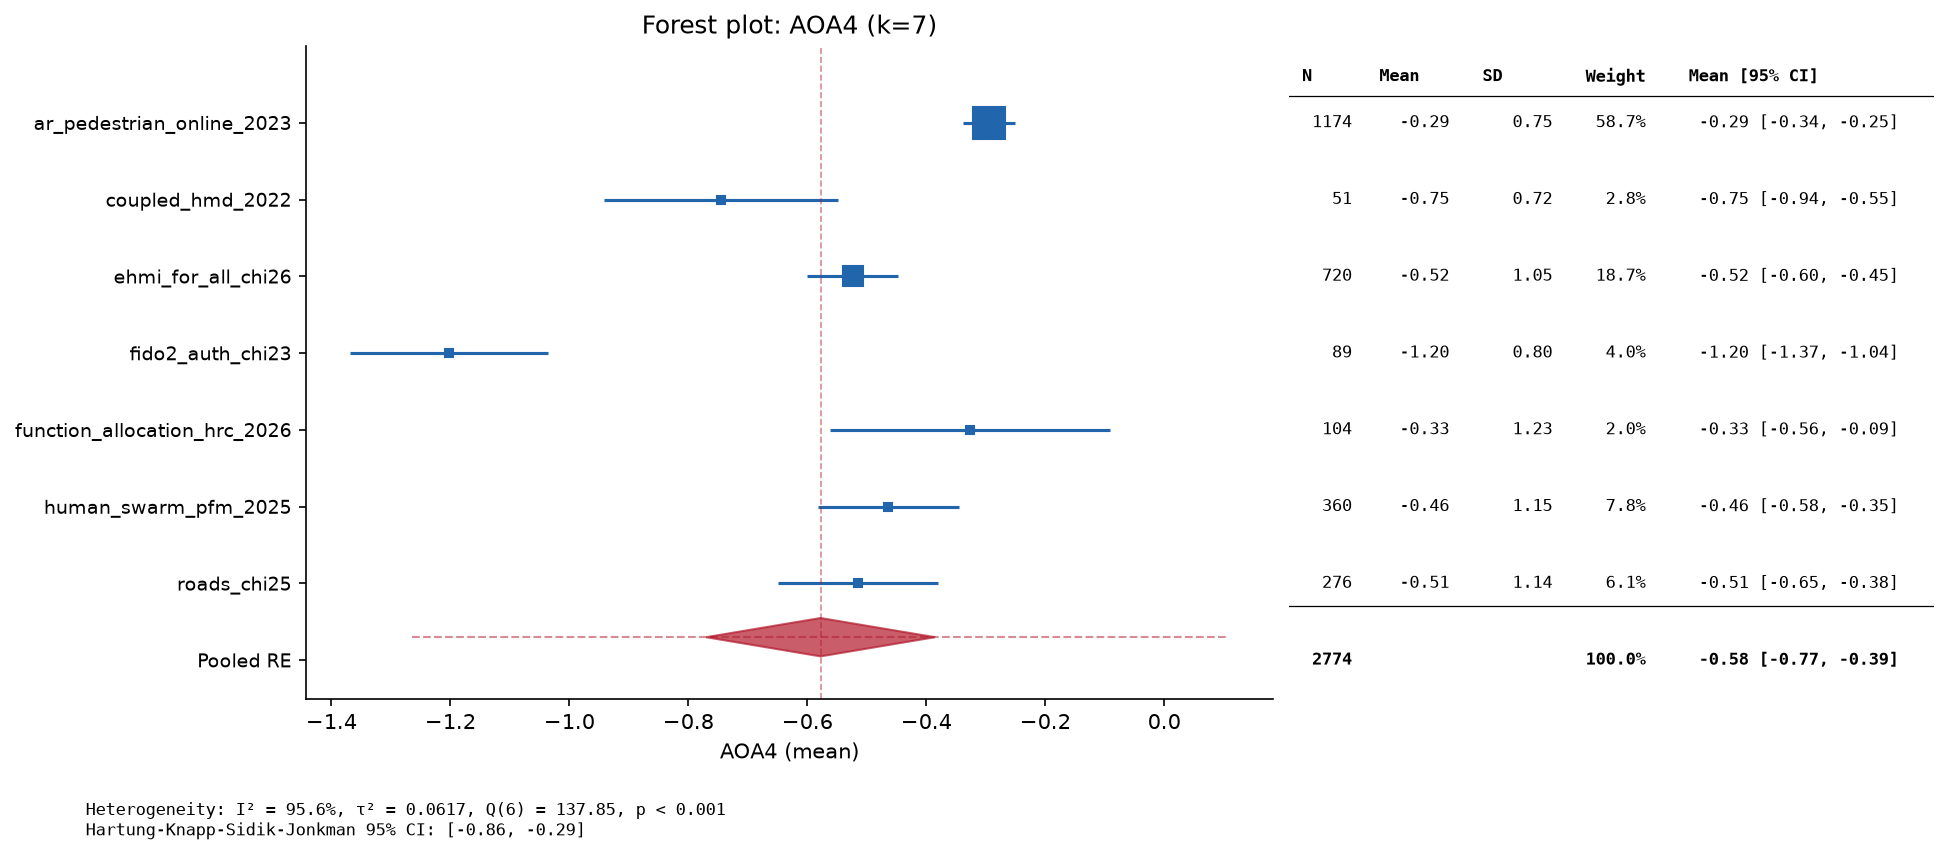 Forest plot: AOA4 (k=7)
N Mean SD Weight Mean [95% CI]
ar_pedestrian_online_2023 1174 -0.29 0.75 58.7% -0.29 [-0.34, -0.25]
coupled_hmd_2022 51 -0.75 0.72 2.8% -0.75 [-0.94, -0.55]
ehmi_for_all_chi26 720 -0.52 1.05 18.7% -0.52 [-0.60, -0.45]
fido2_auth_chi23 89 -1.20 0.80 4.0% -1.20 [-1.37, -1.04]
function_allocation_hrc_2026 104 -0.33 1.23 2.0% -0.33 [-0.56, -0.09]
human_swarm_pfm_2025 360 -0.46 1.15 7.8% -0.46 [-0.58, -0.35]
roads_chi25 276 -0.51 1.14 6.1% -0.51 [-0.65, -0.38]
Pooled RE 2774 100.0% -0.58 [-0.77, -0.39]
−1.4 −1.2 −1.0 −0.8 −0.6 −0.4 −0.2 0.0
AOA4 (mean)
Heterogeneity: I² = 95.6%, τ² = 0.0617, Q(6) = 137.85, p < 0.001
Hartung-Knapp-Sidik-Jonkman 95% CI: [-0.86, -0.29]